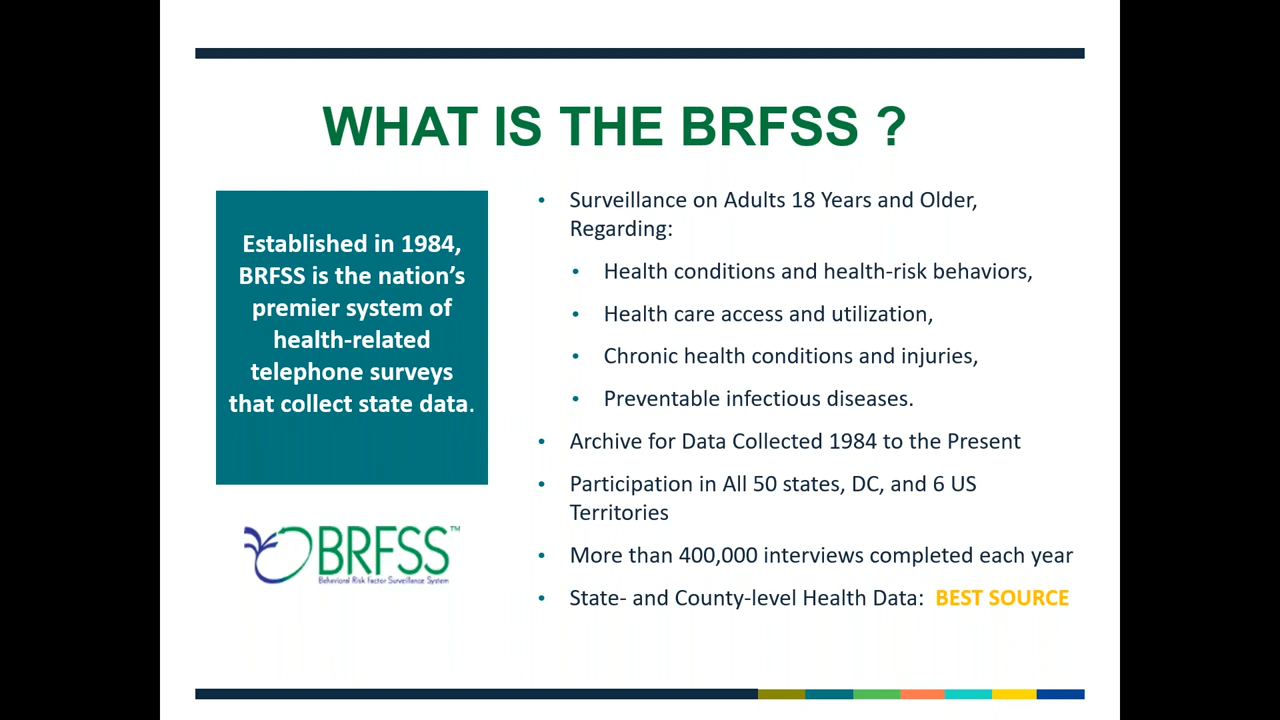 WHAT IS THE BRFSS ?
Established in 1984,
BRFSS is the nation's
premier system of
health-related
telephone surveys
that collect state data.
BRFSS™
Behavioral Risk Factor Surveillance System
• Surveillance on Adults 18 Years and Older,
Regarding:
• Health conditions and health-risk behaviors,
• Health care access and utilization,
• Chronic health conditions and injuries,
• Preventable infectious diseases.
• Archive for Data Collected 1984 to the Present
• Participation in All 50 states, DC, and 6 US
Territories
• More than 400,000 interviews completed each year
• State- and County-level Health Data: BEST SOURCE